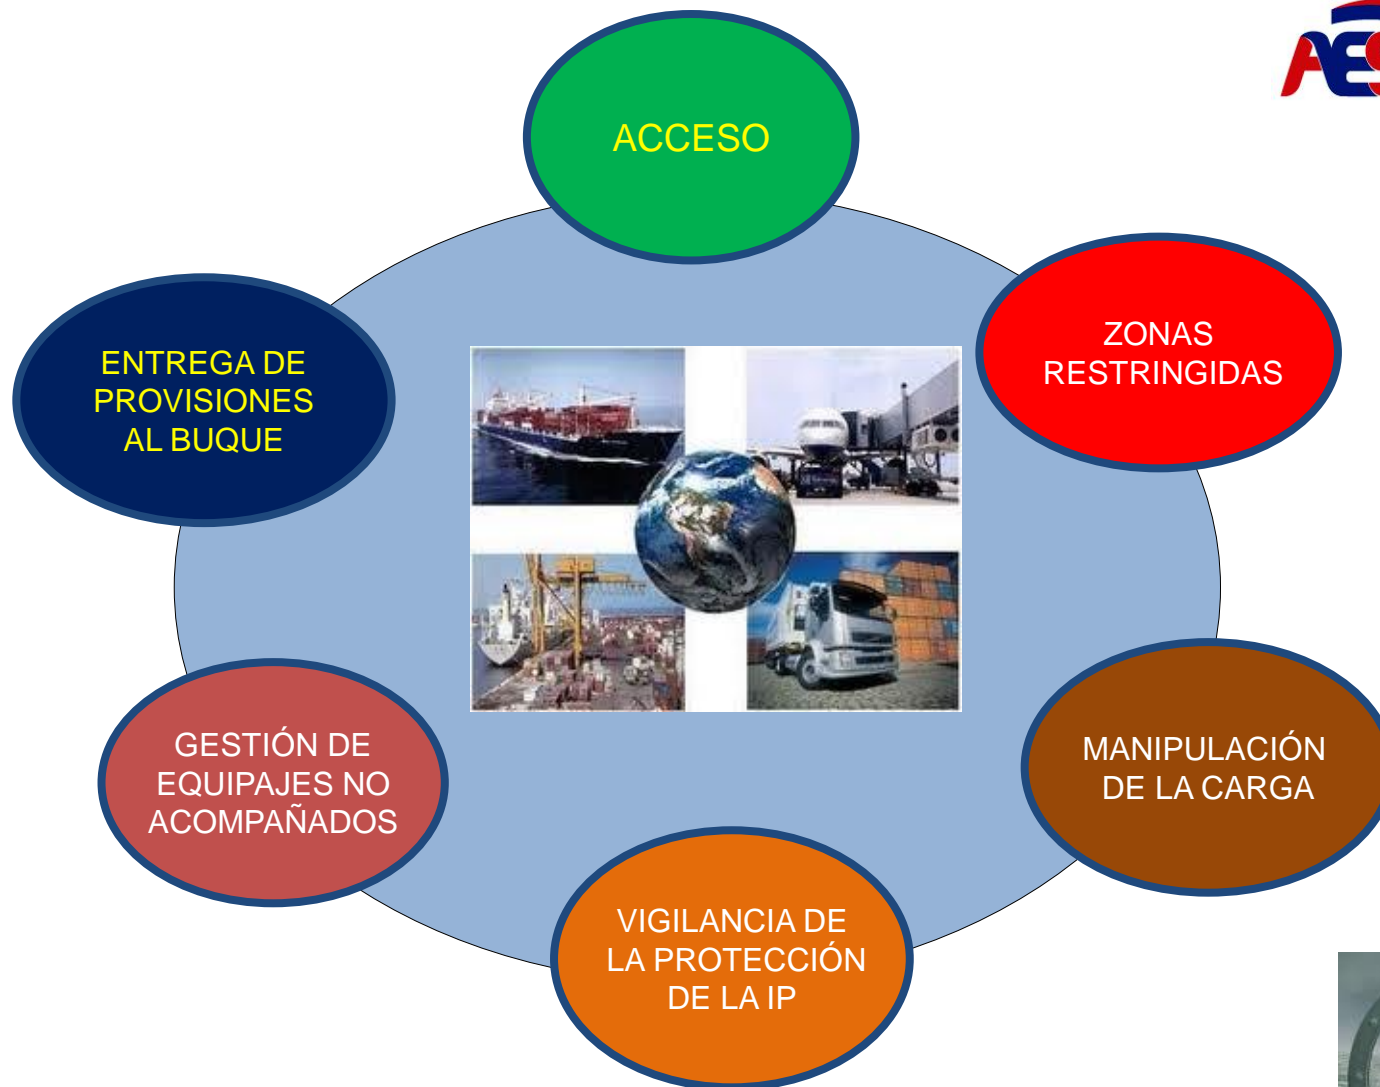 ACCESO
ZONAS
RESTRINGIDAS
ENTREGA DE
PROVISIONES
AL BUQUE
GESTIÓN DE
EQUIPAJES NO
ACOMPAÑADOS
MANIPULACIÓN
DE LA CARGA
VIGILANCIA DE
LA PROTECCIÓN
DE LA IP